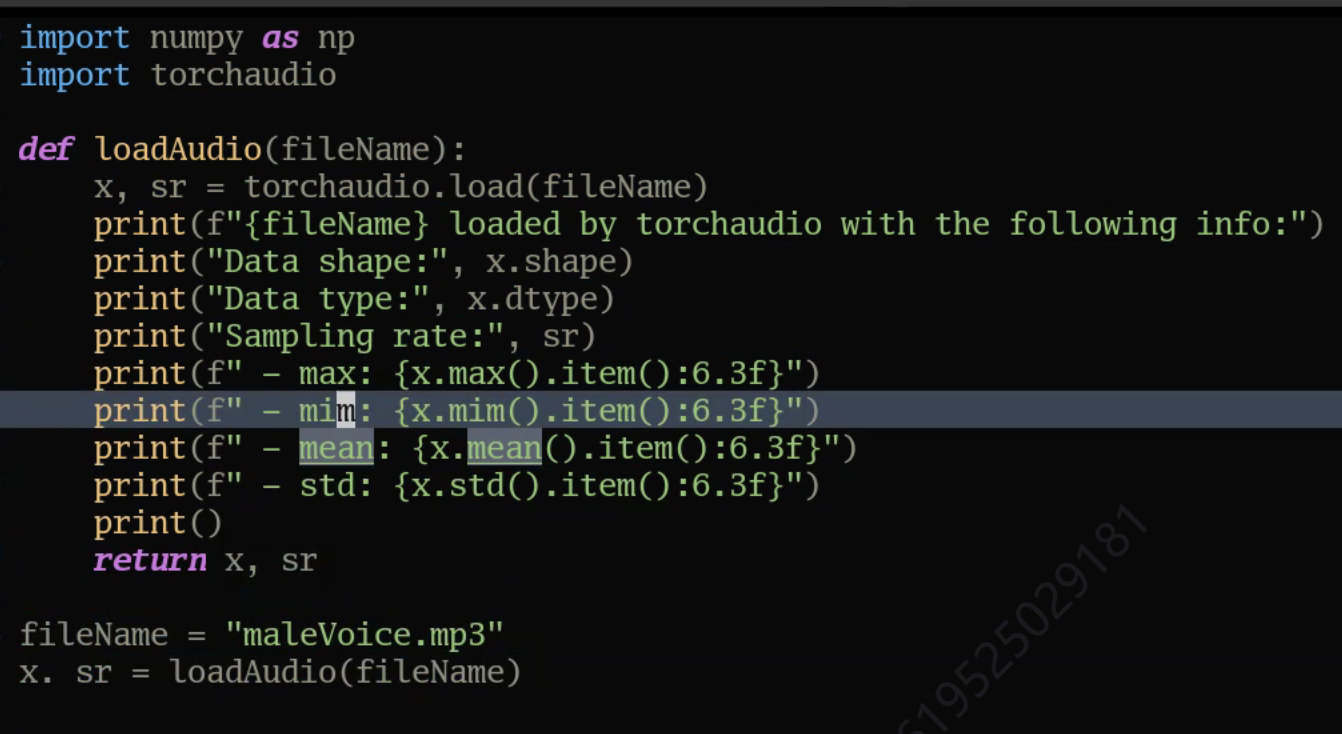 import numpy as np
import torchaudio
def loadAudio(fileName):
    x, sr = torchaudio.load(fileName)
    print(f"{fileName} loaded by torchaudio with the following info:")
    print("Data shape:", x.shape)
    print("Data type:", x.dtype)
    print("Sampling rate:", sr)
    print(f" – max: {x.max().item():6.3f}")
    print(f" – mim: {x.mim().item():6.3f}")
    print(f" – mean: {x.mean().item():6.3f}")
    print(f" – std: {x.std().item():6.3f}")
    print()
    return x, sr
fileName = "maleVoice.mp3"
x. sr = loadAudio(fileName)